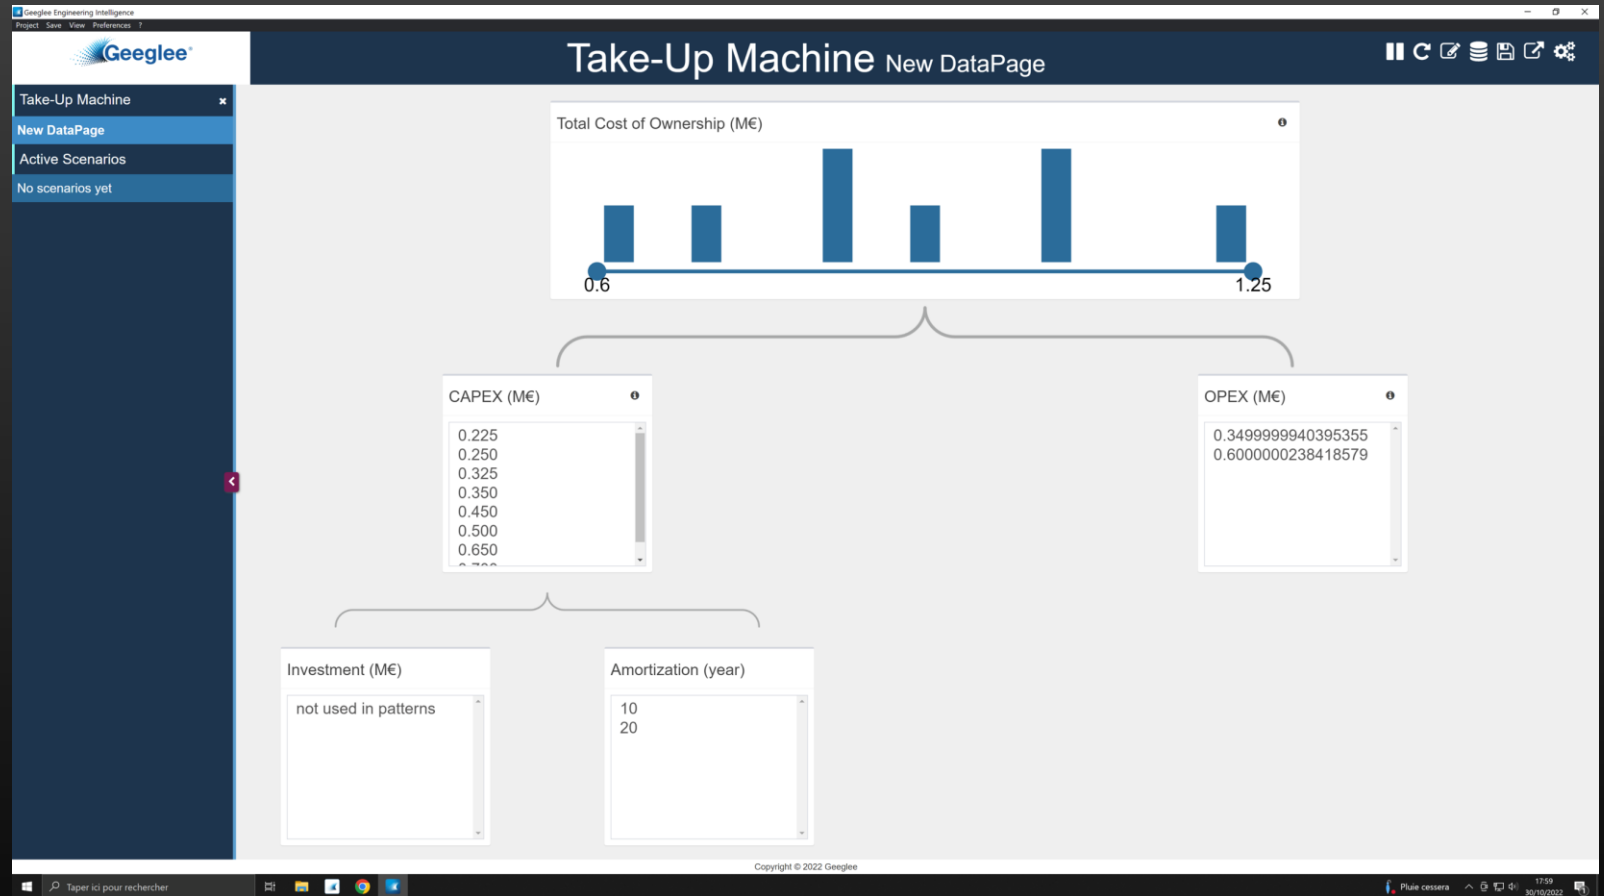 Geeglee Engineering Intelligence
Project Save View Preferences ?
Geeglee®
Take-Up Machine New DataPage
Take-Up Machine
New DataPage
Active Scenarios
No scenarios yet
Total Cost of Ownership (M€)
0.6 1.25
CAPEX (M€)
0.225
0.250
0.325
0.350
0.450
0.500
0.650
OPEX (M€)
0.3499999940395355
0.6000000238418579
Investment (M€)
not used in patterns
Amortization (year)
10
20
Copyright © 2022 Geeglee
Taper ici pour rechercher
Pluie cessera
17:59
30/10/2022